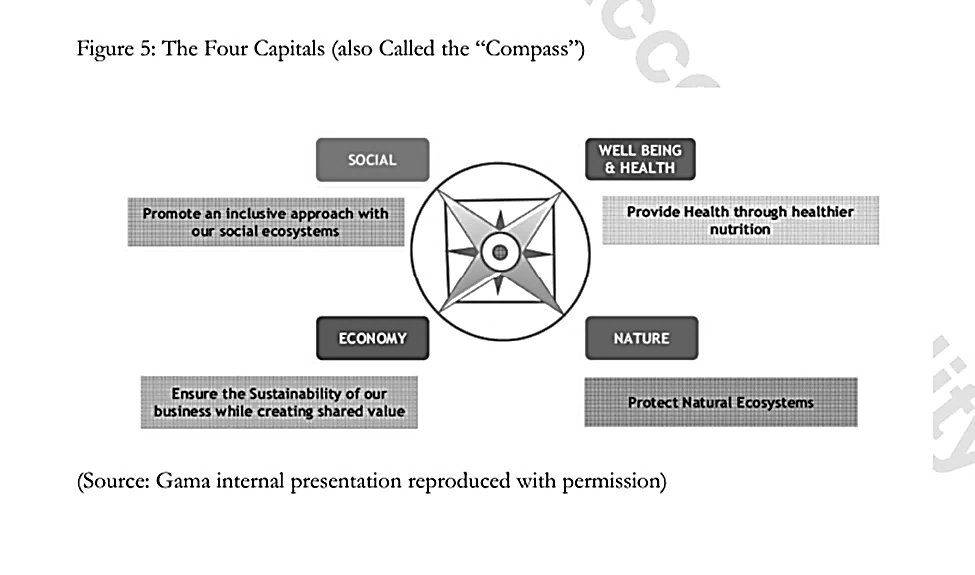 Figure 5: The Four Capitals (also Called the “Compass”)
SOCIAL
WELL BEING
& HEALTH
Promote an inclusive approach with
our social ecosystems
Provide Health through healthier
nutrition
ECONOMY
NATURE
Ensure the Sustainability of our
business while creating shared value
Protect Natural Ecosystems
(Source: Gama internal presentation reproduced with permission)